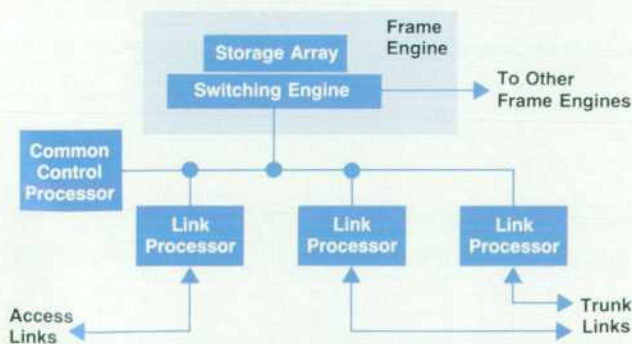 Frame
Engine
Storage Array
Switching Engine
To Other
Frame Engines
Common
Control
Processor
Link
Processor
Link
Processor
Link
Processor
Access
Links
Trunk
Links